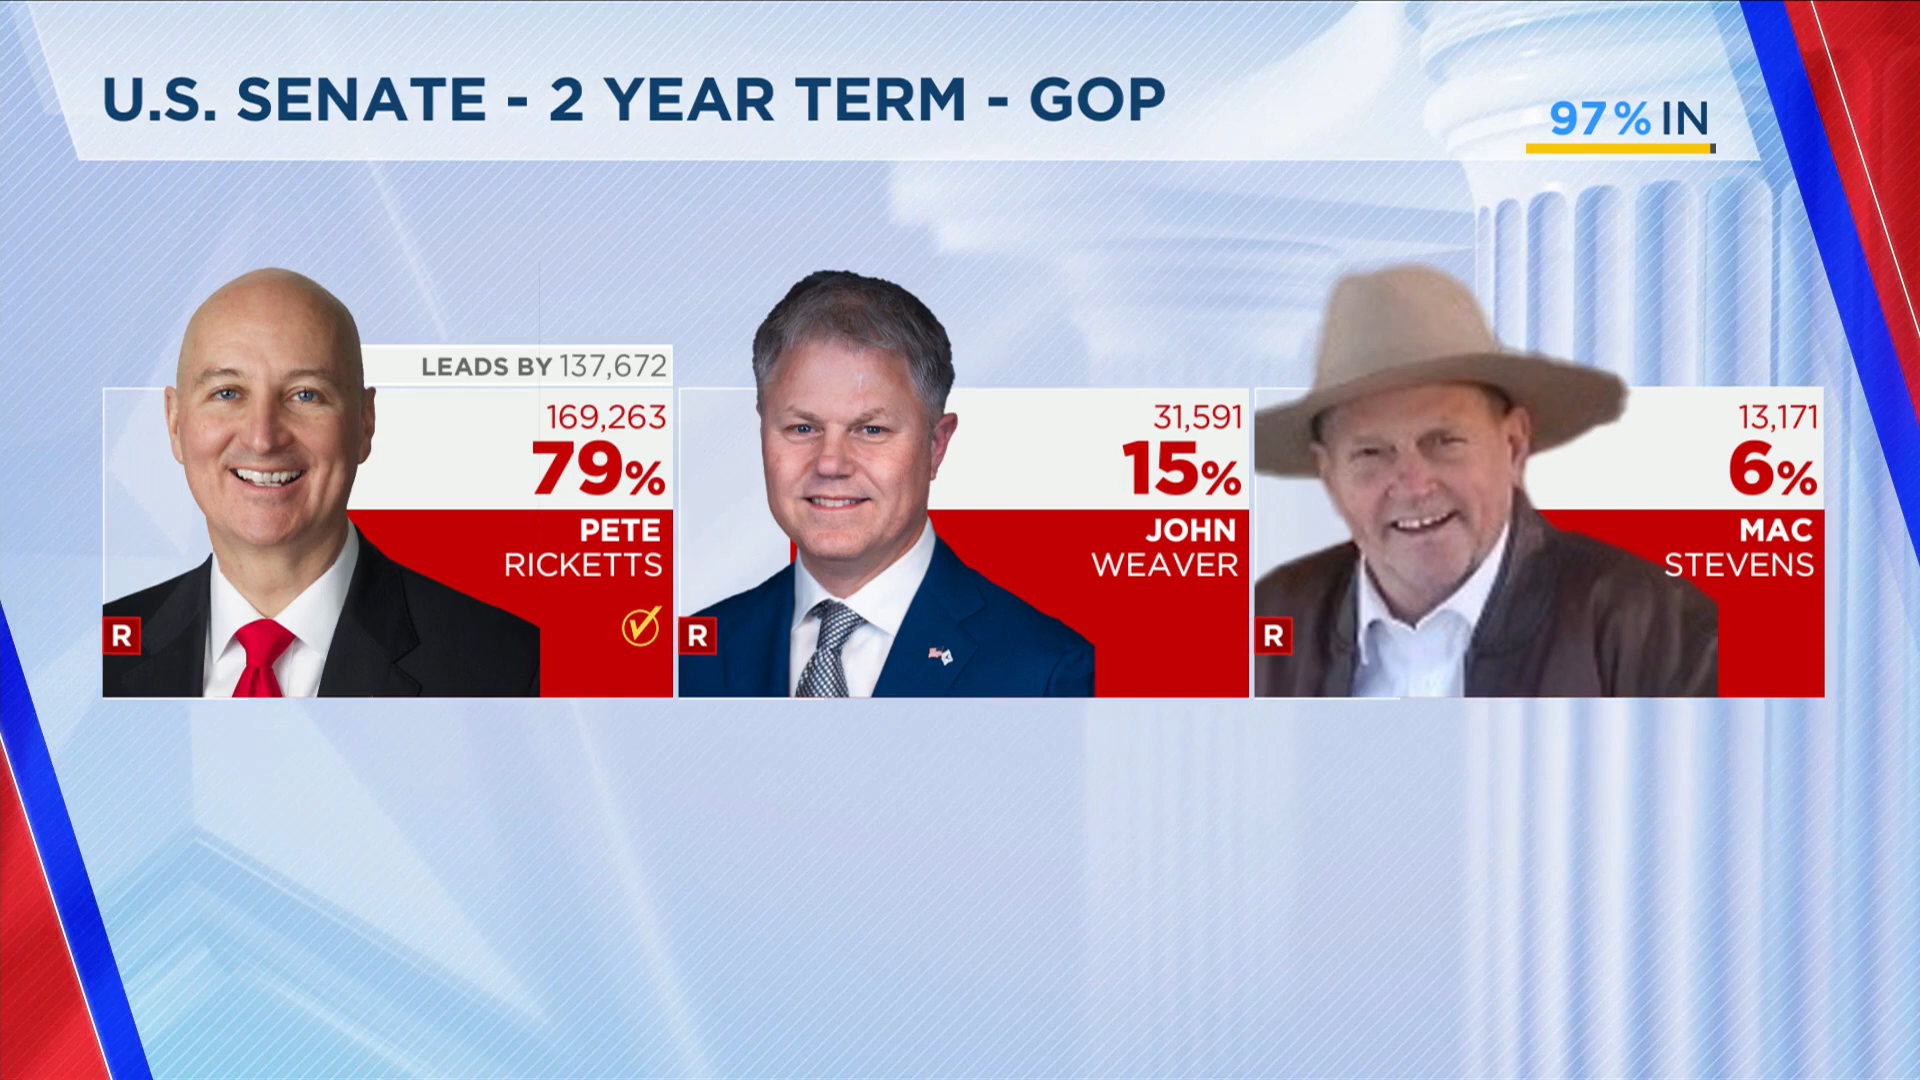 U.S. SENATE - 2 YEAR TERM - GOP
97% IN
LEADS BY 137,672
169,263
79%
PETE
RICKETTS
R
31,591
15%
JOHN
WEAVER
R
13,171
6%
MAC
STEVENS
R